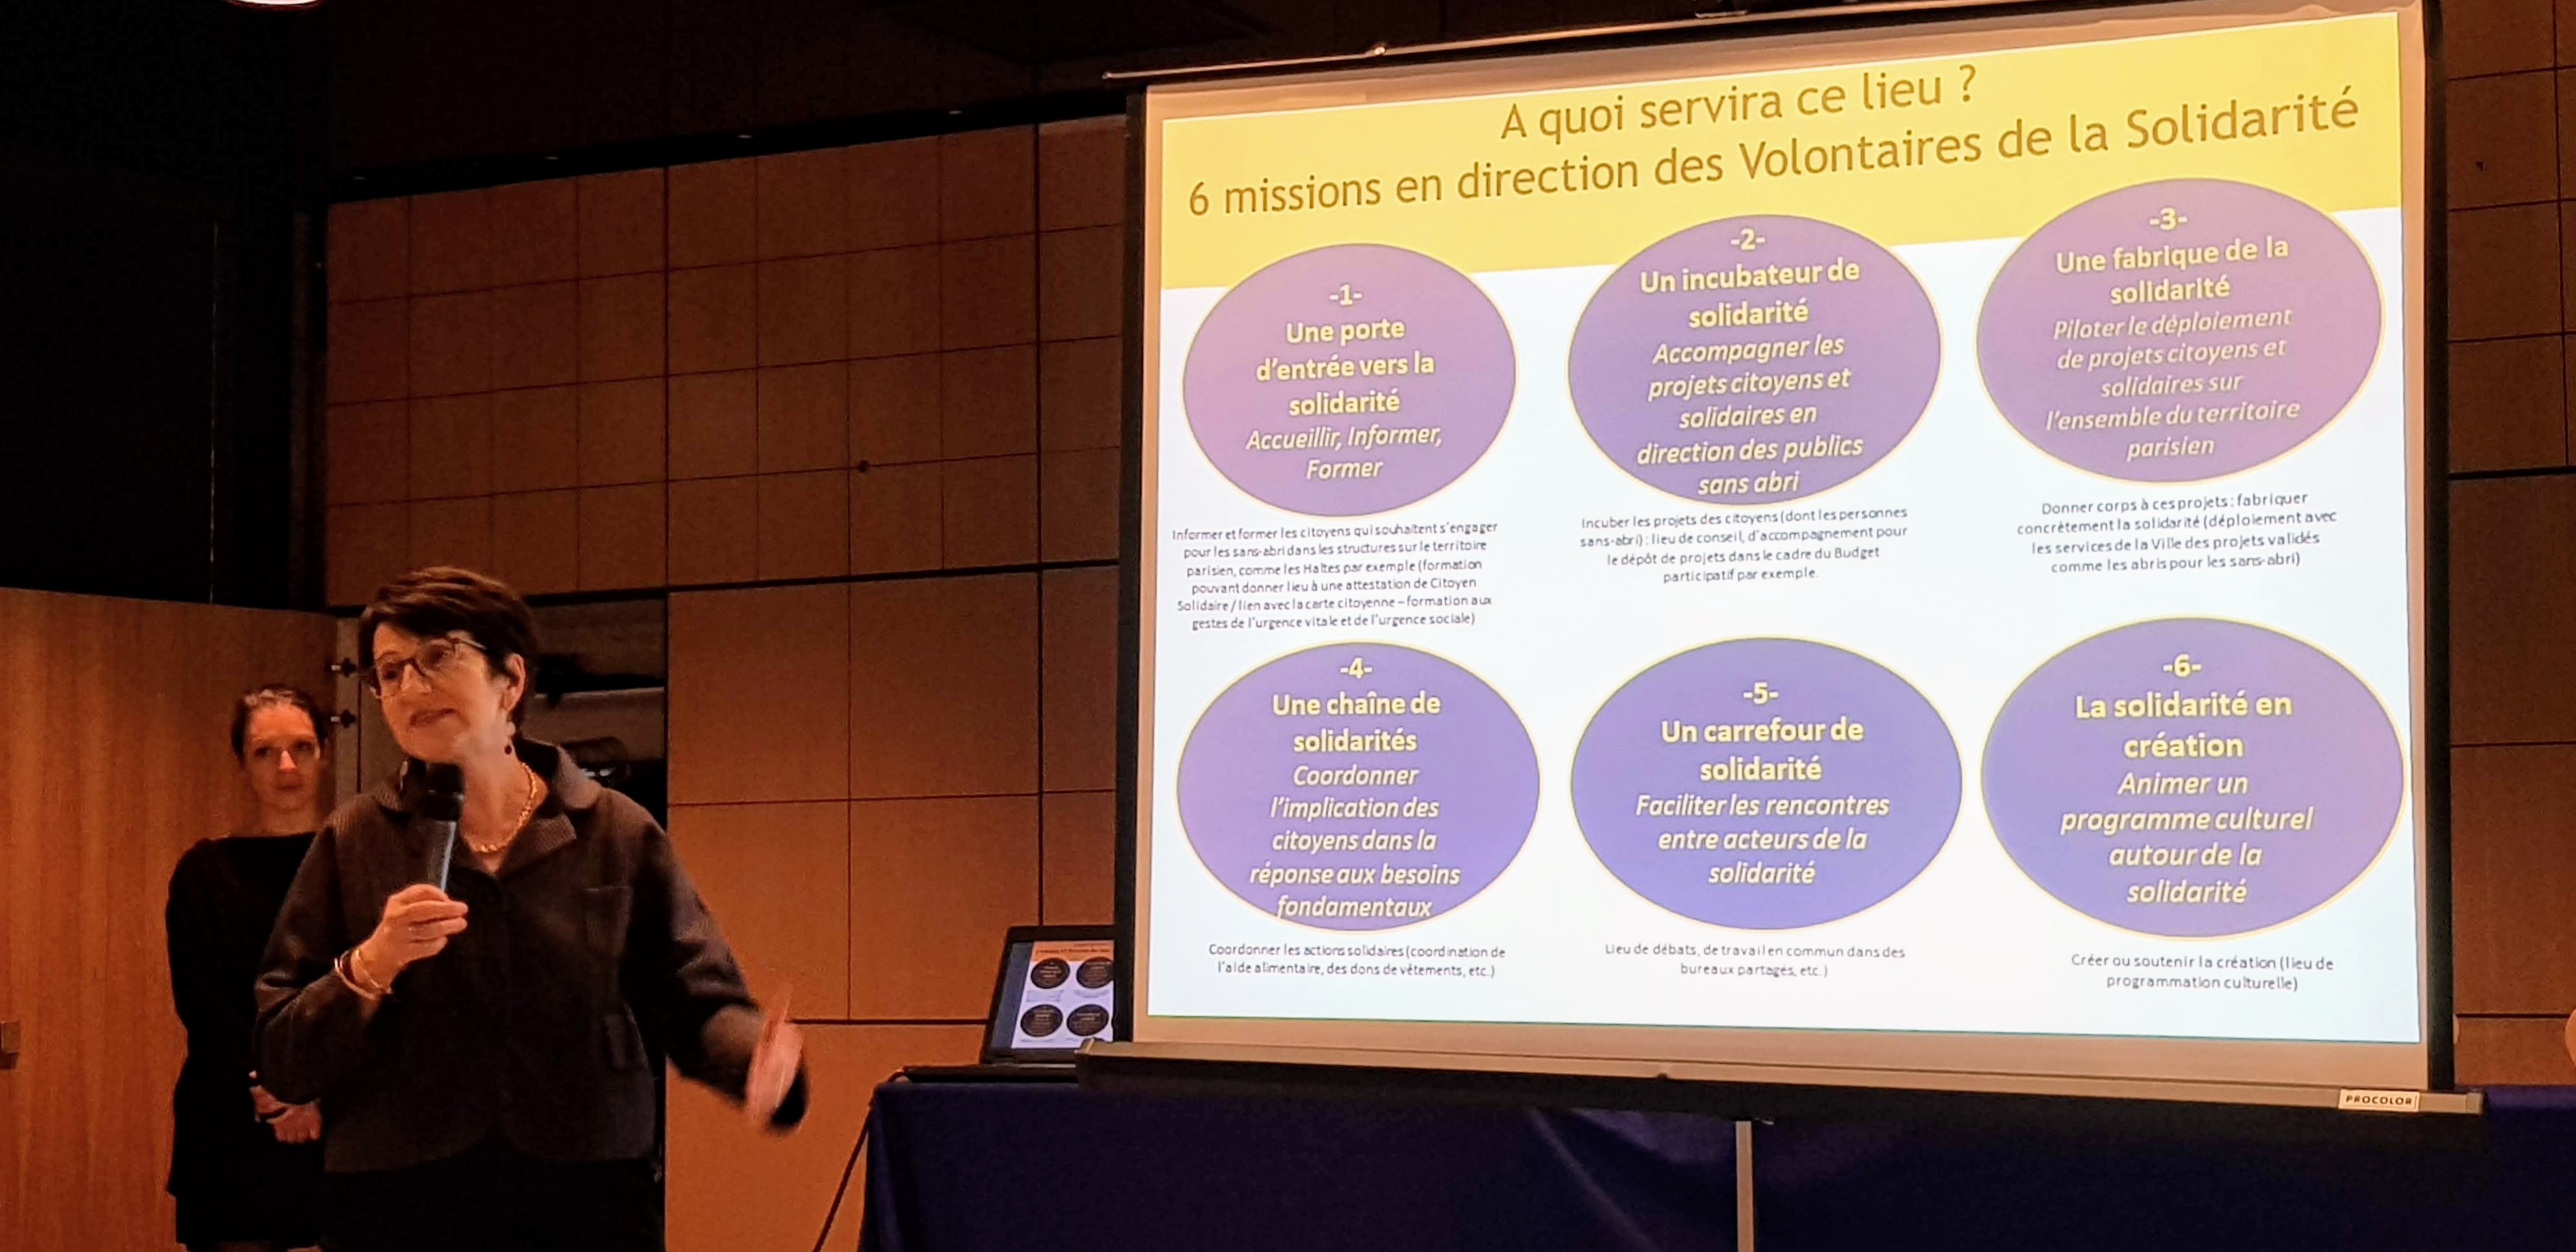 A quoi servira ce lieu ?
6 missions en direction des Volontaires de la Solidarité
-1-
Une porte
d'entrée vers la
solidarité
Accueillir, Informer,
Former
Informer et former les citoyens qui souhaitent s'engager
pour les sans-abri dans les structures sur le territoire
parisien, comme les Haltes par exemple (formation
pouvant donner lieu à une attestation de Citoyen
Solidaire / lien avec la carte citoyenne – formation aux
gestes de l'urgence vitale et de l'urgence sociale)
-2-
Un incubateur de
solidarité
Accompagner les
projets citoyens et
solidaires en
direction des publics
sans abri
Incuber les projets des citoyens (dont les personnes
sans-abri) : lieu de conseil, d'accompagnement pour
le dépôt de projets dans le cadre du Budget
participatif par exemple.
-3-
Une fabrique de la
solidarité
Piloter le déploiement
de projets citoyens et
solidaires sur
l'ensemble du territoire
parisien
Donner corps à ces projets : fabriquer
concrètement la solidarité (déploiement avec
les services de la Ville des projets validés
comme les abris pour les sans-abri)
-4-
Une chaîne de
solidarités
Coordonner
l'implication des
citoyens dans la
réponse aux besoins
fondamentaux
Coordonner les actions solidaires (coordination de
l'aide alimentaire, des dons de vêtements, etc.)
-5-
Un carrefour de
solidarité
Faciliter les rencontres
entre acteurs de la
solidarité
Lieu de débats, de travail en commun dans des
bureaux partagés, etc.)
-6-
La solidarité en
création
Animer un
programme culturel
autour de la
solidarité
Créer ou soutenir la création (lieu de
programmation culturelle)
PROCOLOR